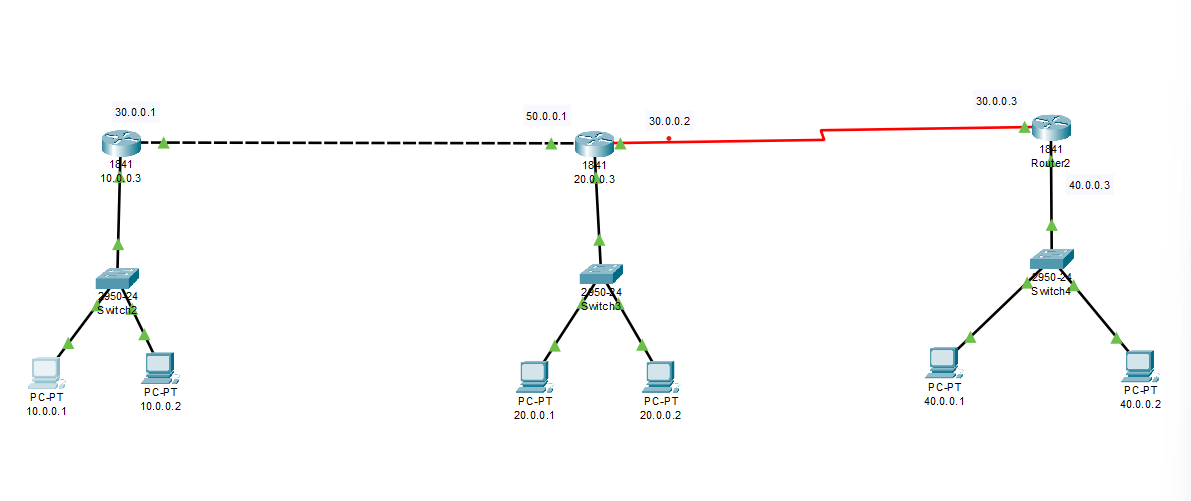 30.0.0.1
50.0.0.1
30.0.0.2
30.0.0.3
1841
10.0.0.3
1841
20.0.0.3
1841
Router2
40.0.0.3
2950-24
Switch2
2950-24
Switch3
2950-24
Switch4
PC-PT
10.0.0.1
PC-PT
10.0.0.2
PC-PT
20.0.0.1
PC-PT
20.0.0.2
PC-PT
40.0.0.1
PC-PT
40.0.0.2